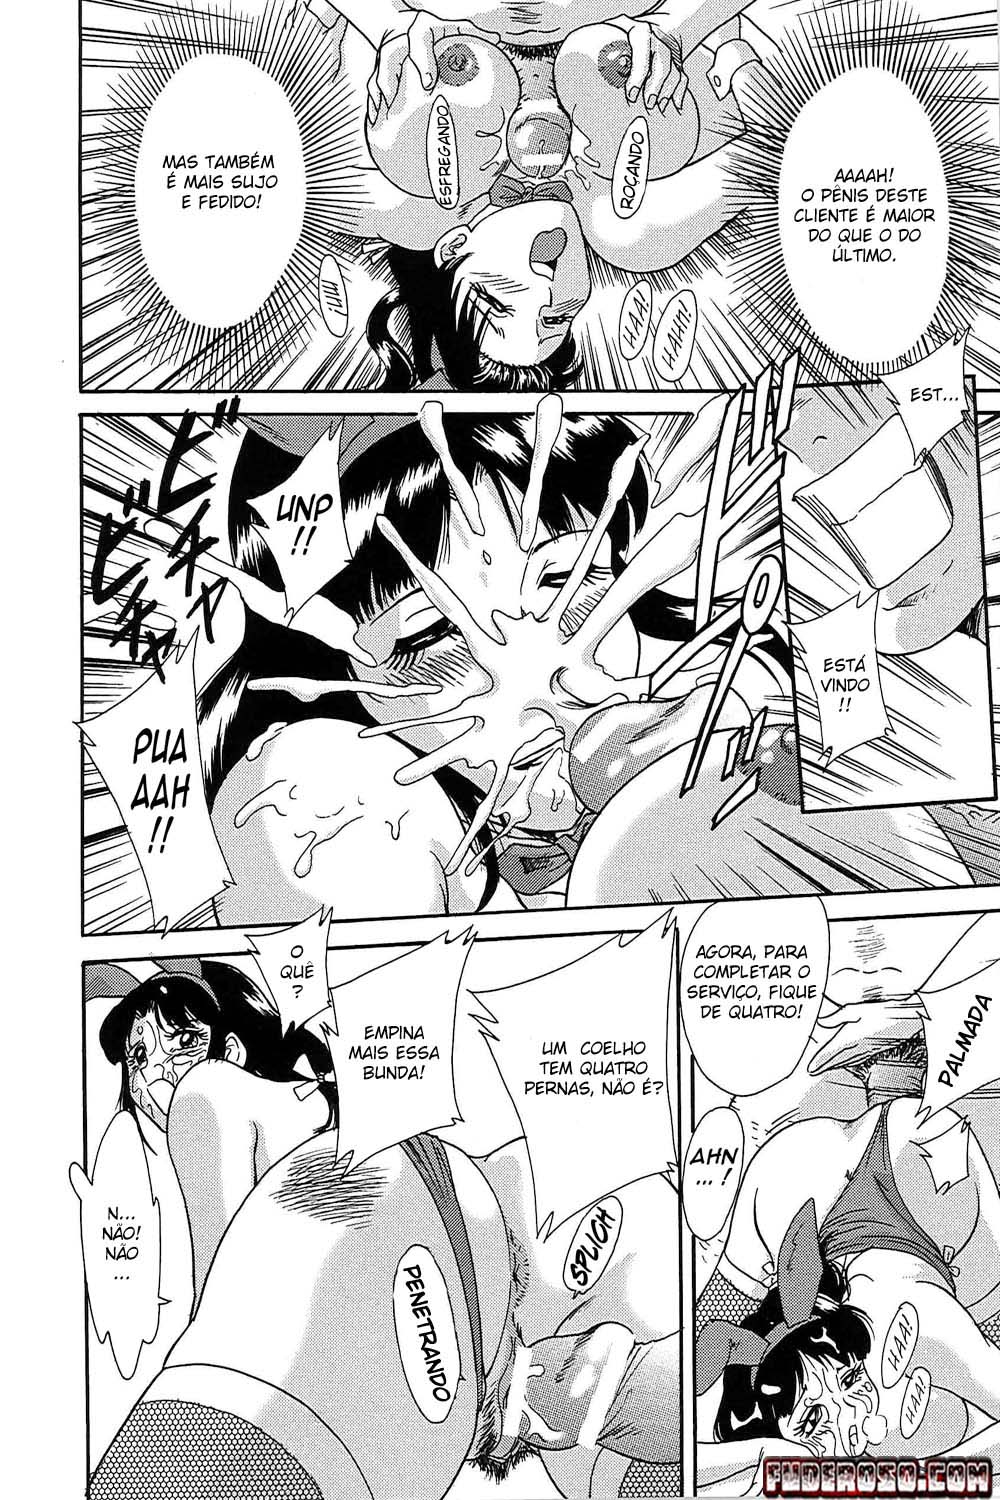 AAAAH!
O PÊNIS DESTE
CLIENTE É MAIOR
DO QUE O DO
ÚLTIMO.
MAS TAMBÉM
É MAIS SUJO
E FEDIDO!
ESFREGANDO
ROÇANDO
HAA!
HAAN!
EST...
ESTÁ
VINDO
!!
UNP
!!
PUA
AAH
!!
AGORA, PARA
COMPLETAR O
SERVIÇO, FIQUE
DE QUATRO!
PALMADA
AHN
...!
HAA!
HAA!
UM COELHO
TEM QUATRO
PERNAS, NÃO É?
EMPINA
MAIS ESSA
BUNDA!
O
QUÊ
?
N...
NÃO!
NÃO
...
SPLICH
PENETRANDO
FUDEROSO.COM